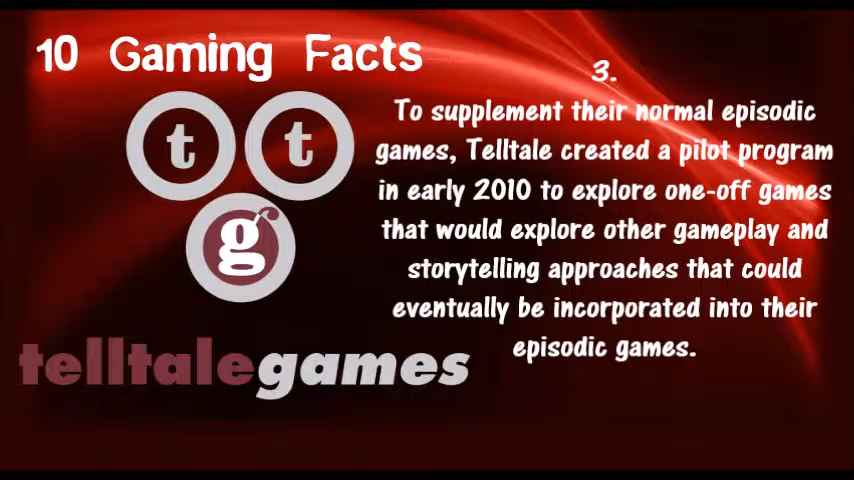 10 Gaming Facts
t t
g
telltalegames
3.
To supplement their normal episodic
games, Telltale created a pilot program
in early 2010 to explore one-off games
that would explore other gameplay and
storytelling approaches that could
eventually be incorporated into their
episodic games.